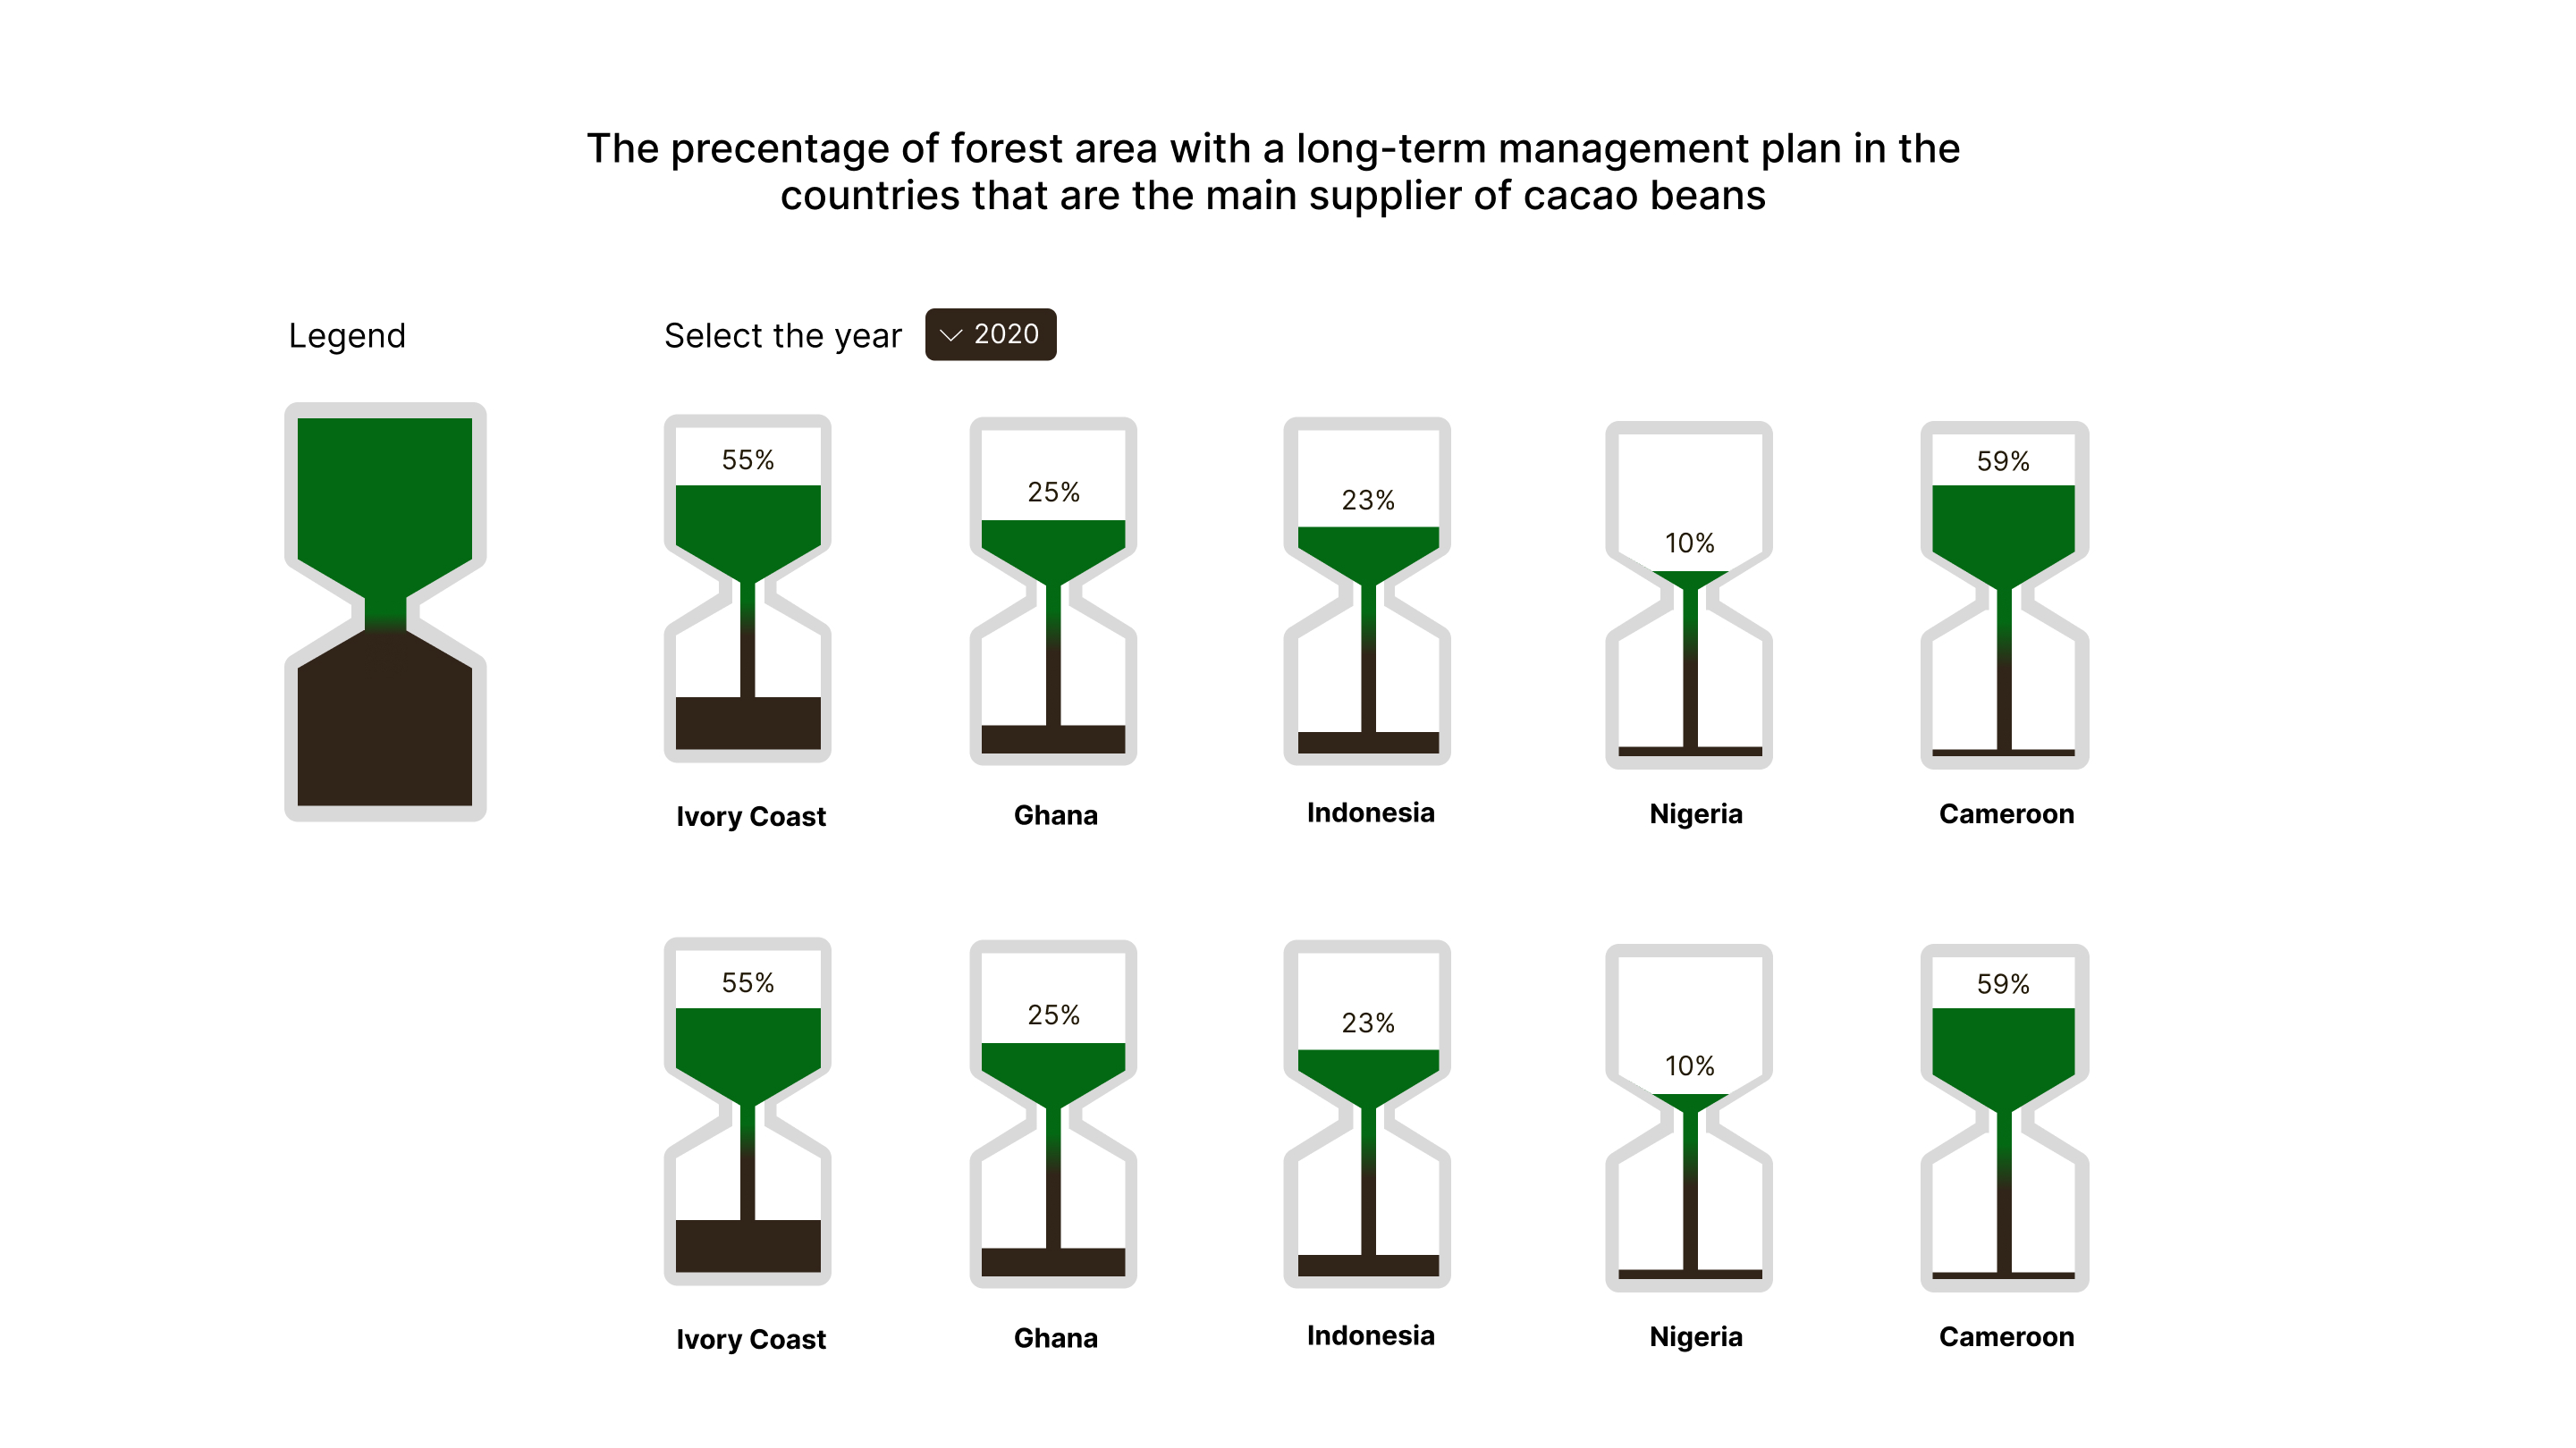 The precentage of forest area with a long-term management plan in the
countries that are the main supplier of cacao beans
Legend
Select the year 2020
55% 25% 23% 10% 59%
Ivory Coast Ghana Indonesia Nigeria Cameroon
55% 25% 23% 10% 59%
Ivory Coast Ghana Indonesia Nigeria Cameroon